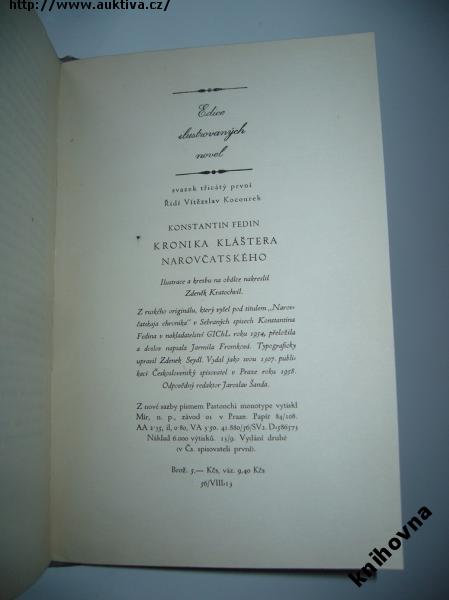 http://www.auktiva.cz/
Edice
ilustrovaných
novel
svazek třicátý první
Řídí Vítězslav Kocourek
KONSTANTIN FEDIN
KRONIKA KLÁŠTERA
NAROVČATSKÉHO
Ilustrace a kresbu na obálce nakreslil
Zdeněk Kratochvíl.
Z ruského originálu, který vyšel pod titulem „Narov-
čatskaja chronika“ v Sebraných spisech Konstantina
Fedina v nakladatelství GIChL roku 1954, přeložila
a doslov napsala Jarmila Fromková. Typograficky
upravil Zdenek Seydl. Vydal jako svou 1507. publi-
kaci Československý spisovatel v Praze roku 1958.
Odpovědný redaktor Jaroslav Šanda.
Z nové sazby písmem Pastonchi monotype vytiskl
Mír, n. p., závod 01 v Praze. Papír 84/108.
AA 2·35, il, 0·80, VA 3·50. 41.880/56/SV2. D-586573
Náklad 6.000 výtisků. 13/9. Vydání druhé
(v Čs. spisovateli první).
Brož. 5,— Kčs, váz. 9,40 Kčs
56/VIII-13
knihovna